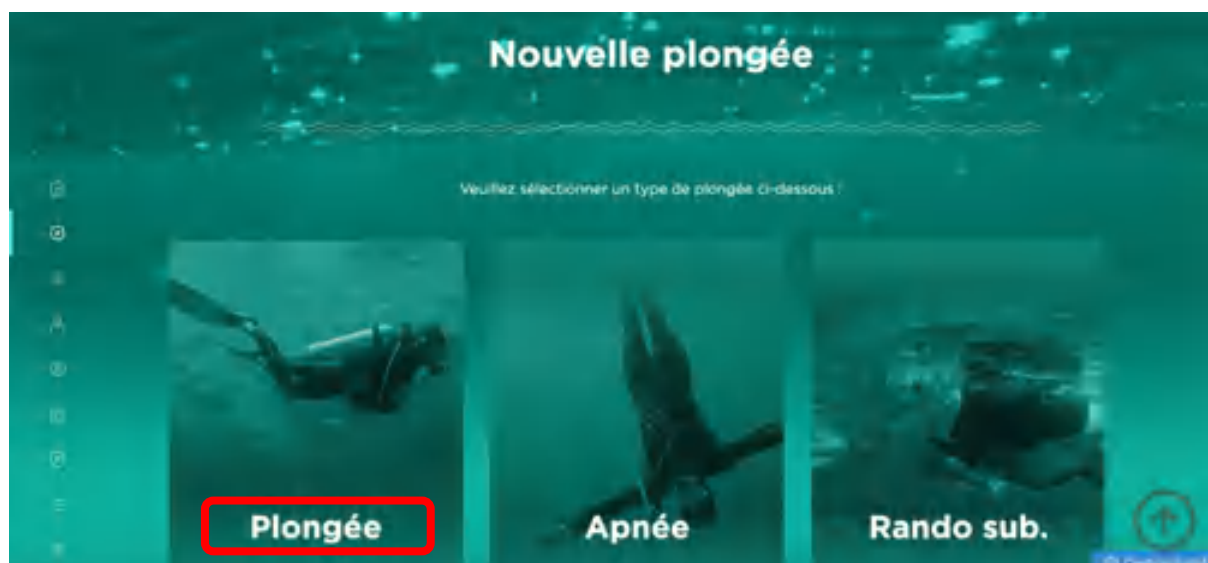 Nouvelle plongée
Veuillez sélectionner un type de plongée ci-dessous :
Plongée
Apnée
Rando sub.